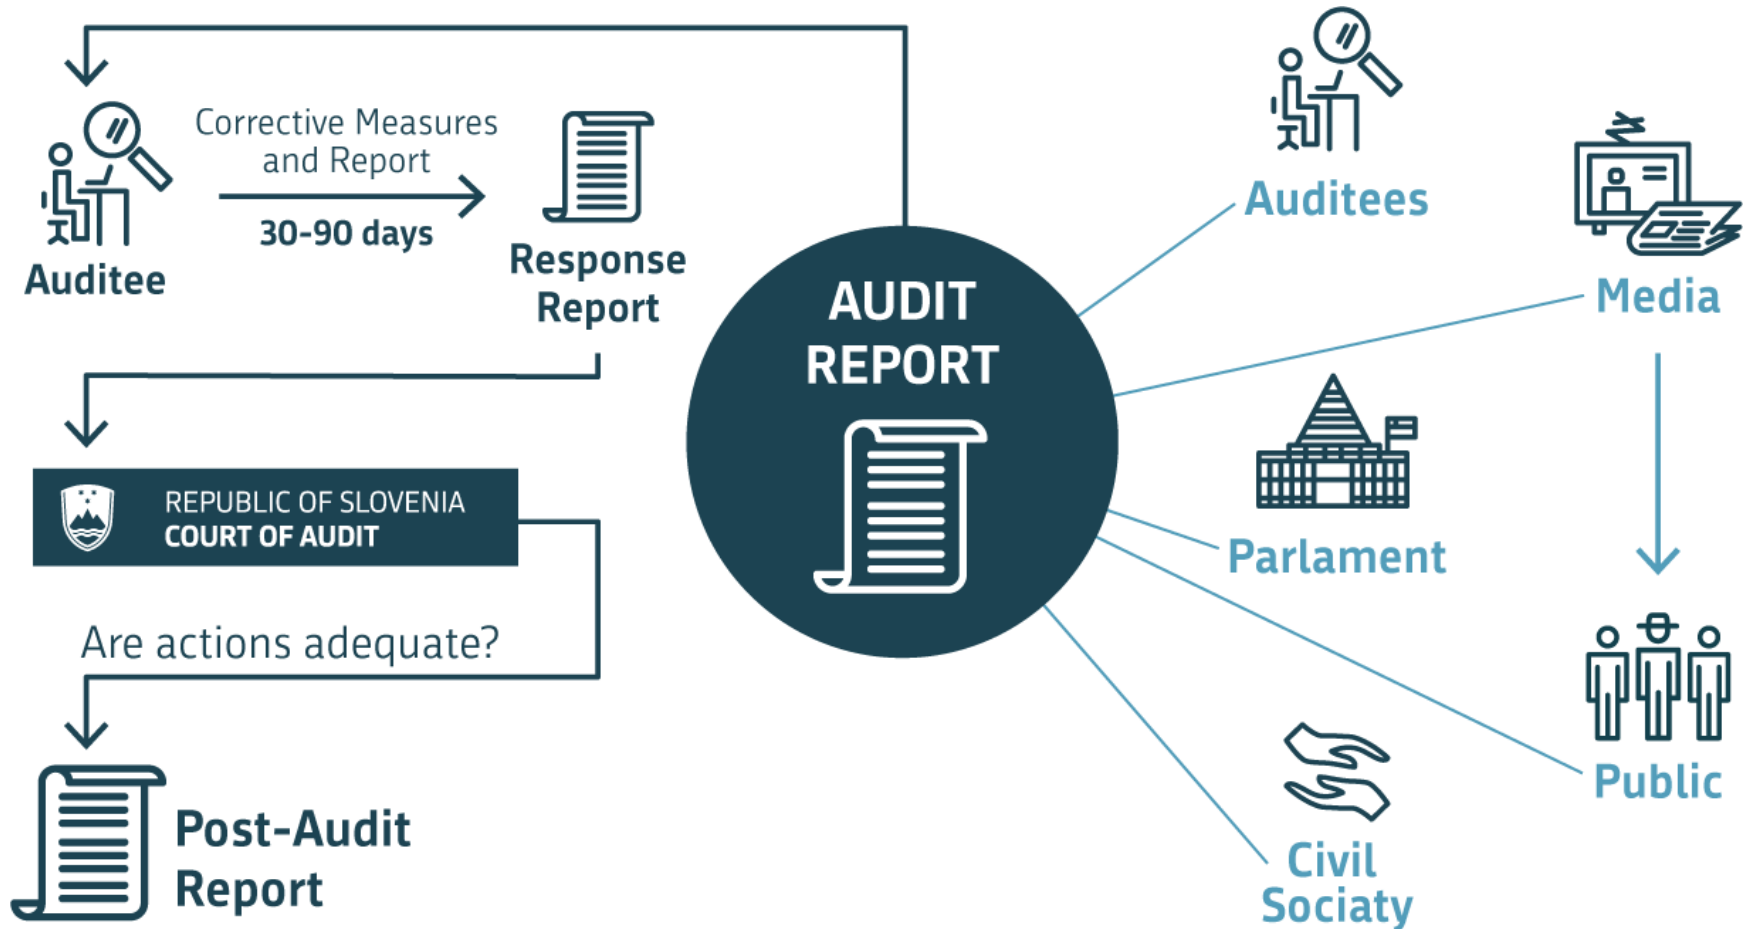 Corrective Measures
and Report
30-90 days
Auditee
Response
Report
REPUBLIC OF SLOVENIA
COURT OF AUDIT
Are actions adequate?
Post-Audit
Report
AUDIT
REPORT
Auditees
Media
Parlament
Public
Civil
Sociaty